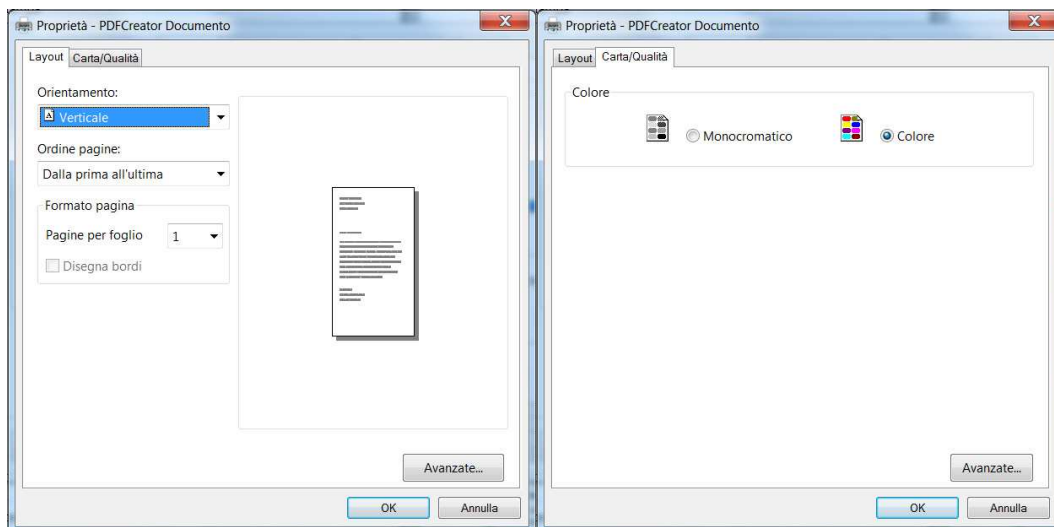 Proprietà - PDFCreator Documento
Layout
Carta/Qualità
Orientamento:
Verticale
Ordine pagine:
Dalla prima all'ultima
Formato pagina
Pagine per foglio
1
Disegna bordi
Avanzate...
OK
Annulla
Proprietà - PDFCreator Documento
Layout
Carta/Qualità
Colore
Monocromatico
Colore
Avanzate...
OK
Annulla